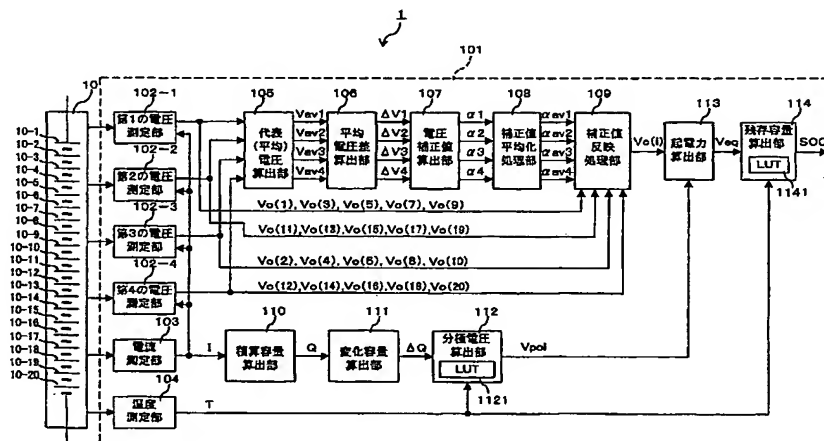 1
101
10
102-1
第1の電圧
測定部
102-2
第2の電圧
測定部
102-3
第3の電圧
測定部
102-4
第4の電圧
測定部
103
電流
測定部
104
温度
測定部
10-1
10-2
10-3
10-4
10-5
10-6
10-7
10-8
10-9
10-10
10-11
10-12
10-13
10-14
10-15
10-16
10-17
10-18
10-19
10-20
105
代表
(平均)
電圧
算出部
Vav1
Vav2
Vav3
Vav4
106
平均
電圧差
算出部
ΔV1
ΔV2
ΔV3
ΔV4
107
電圧
補正値
算出部
α1
α2
α3
α4
108
補正値
平均化
処理部
αav1
αav2
αav3
αav4
109
補正値
反映
処理部
Vo(i)
113
起電力
算出部
Veq
114
残存容量
算出部
LUT
1141
SOC
Vo(1), Vo(3), Vo(5), Vo(7), Vo(9)
Vo(11), Vo(13), Vo(15), Vo(17), Vo(19)
Vo(2), Vo(4), Vo(6), Vo(8), Vo(10)
Vo(12), Vo(14), Vo(16), Vo(18), Vo(20)
I
110
積算容量
算出部
Q
111
変化容量
算出部
ΔQ
112
分極電圧
算出部
LUT
1121
Vpol
T